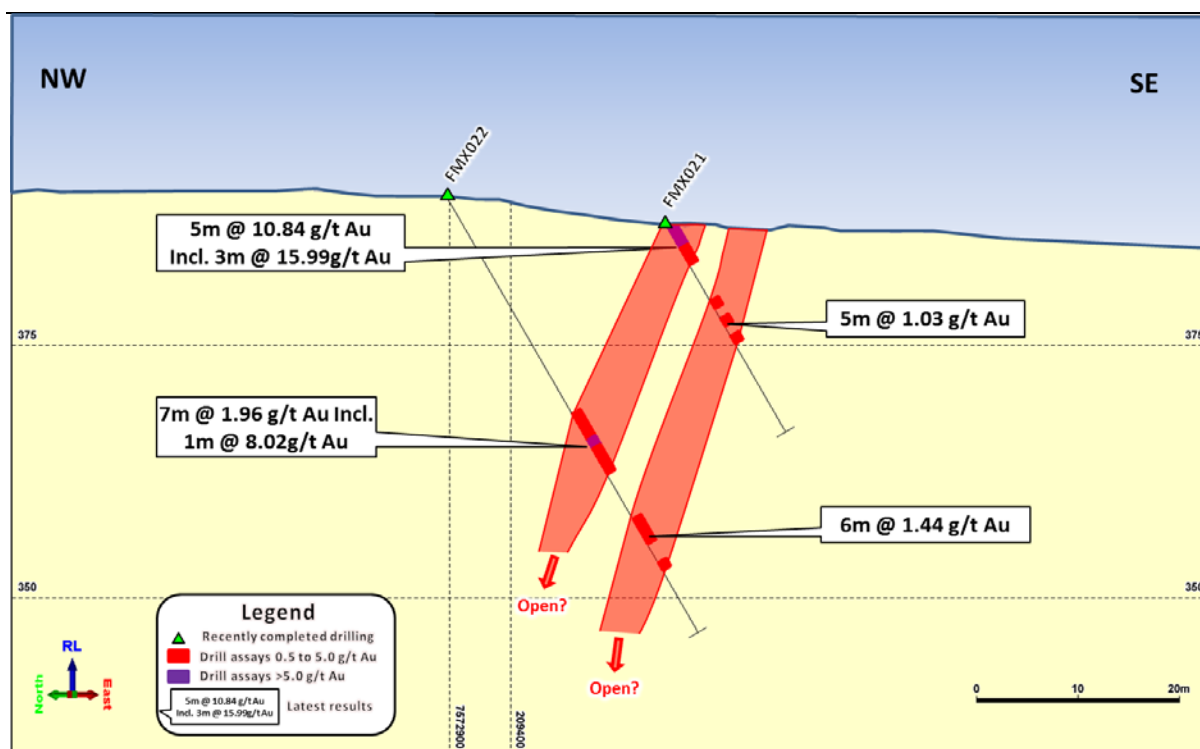 NW
SE
FMX022
FMX021
5m @ 10.84 g/t Au
Incl. 3m @ 15.99g/t Au
5m @ 1.03 g/t Au
375
375
7m @ 1.96 g/t Au Incl.
1m @ 8.02g/t Au
6m @ 1.44 g/t Au
350
350
Open?
Open?
Legend
Recently completed drilling
Drill assays 0.5 to 5.0 g/t Au
Drill assays >5.0 g/t Au
5m @ 10.84 g/t Au
Incl. 3m @ 15.99g/t Au
Latest results
RL
North
East
7672900
209400
0
10
20m